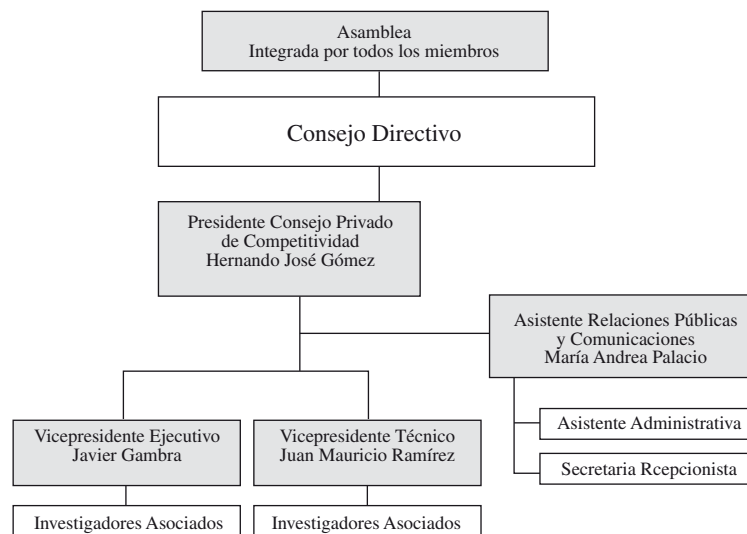 Asamblea
Integrada por todos los miembros
Consejo Directivo
Presidente Consejo Privado
de Competitividad
Hernando José Gómez
Asistente Relaciones Públicas
y Comunicaciones
María Andrea Palacio
Vicepresidente Ejecutivo
Javier Gambra
Vicepresidente Técnico
Juan Mauricio Ramírez
Asistente Administrativa
Secretaria Rcepcionista
Investigadores Asociados
Investigadores Asociados